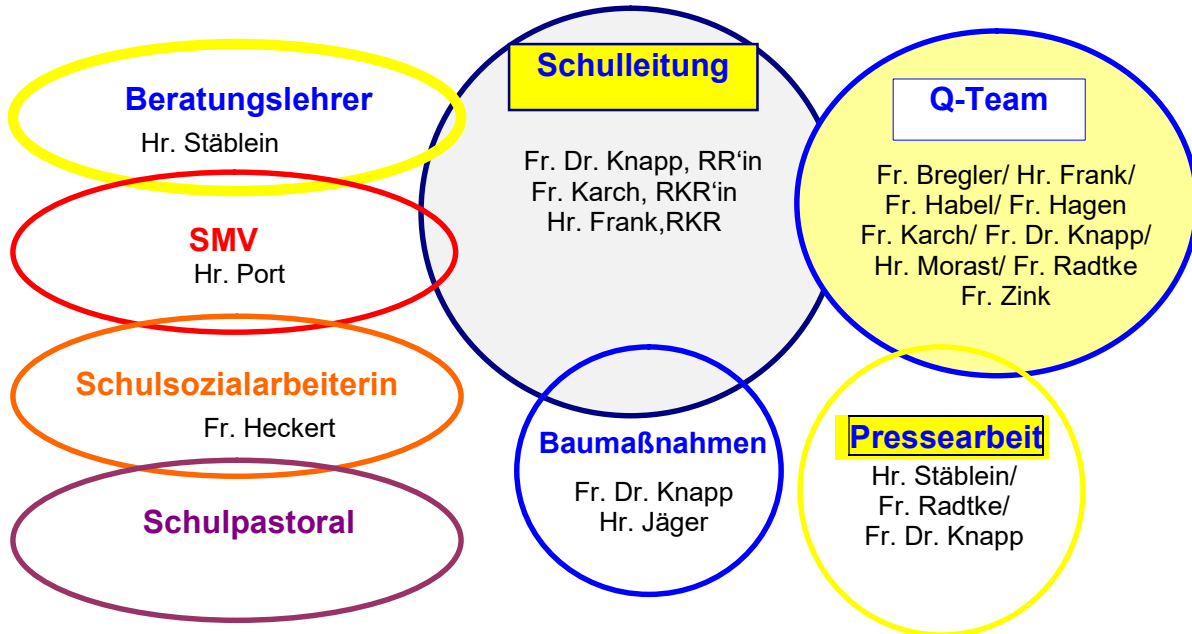 Beratungslehrer
Hr. Stäblein
SMV
Hr. Port
Schulsozialarbeiterin
Fr. Heckert
Schulpastoral
Schulleitung
Fr. Dr. Knapp, RR‘in
Fr. Karch, RKR‘in
Hr. Frank,RKR
Baumaßnahmen
Fr. Dr. Knapp
Hr. Jäger
Q-Team
Fr. Bregler/ Hr. Frank/
Fr. Habel/ Fr. Hagen
Fr. Karch/ Fr. Dr. Knapp/
Hr. Morast/ Fr. Radtke
Fr. Zink
Pressearbeit
Hr. Stäblein/
Fr. Radtke/
Fr. Dr. Knapp